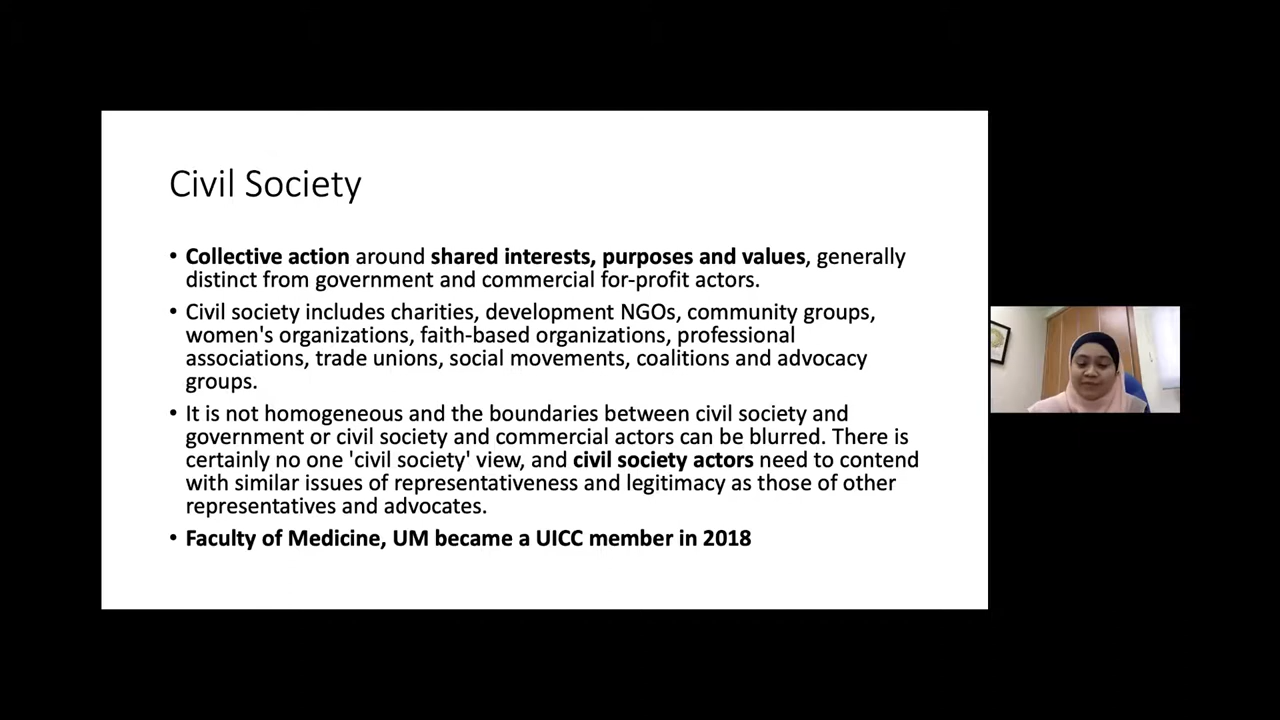 Civil Society
• Collective action around shared interests, purposes and values, generally
distinct from government and commercial for-profit actors.
• Civil society includes charities, development NGOs, community groups,
women's organizations, faith-based organizations, professional
associations, trade unions, social movements, coalitions and advocacy
groups.
• It is not homogeneous and the boundaries between civil society and
government or civil society and commercial actors can be blurred. There is
certainly no one 'civil society' view, and civil society actors need to contend
with similar issues of representativeness and legitimacy as those of other
representatives and advocates.
• Faculty of Medicine, UM became a UICC member in 2018